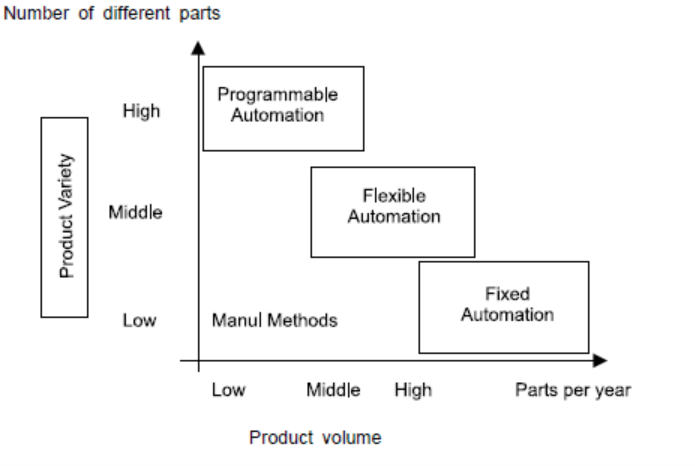 Number of different parts
Programmable
Automation
High
Product Variety
Flexible
Automation
Middle
Fixed
Automation
Low
Manul Methods
Low
Middle
High
Parts per year
Product volume